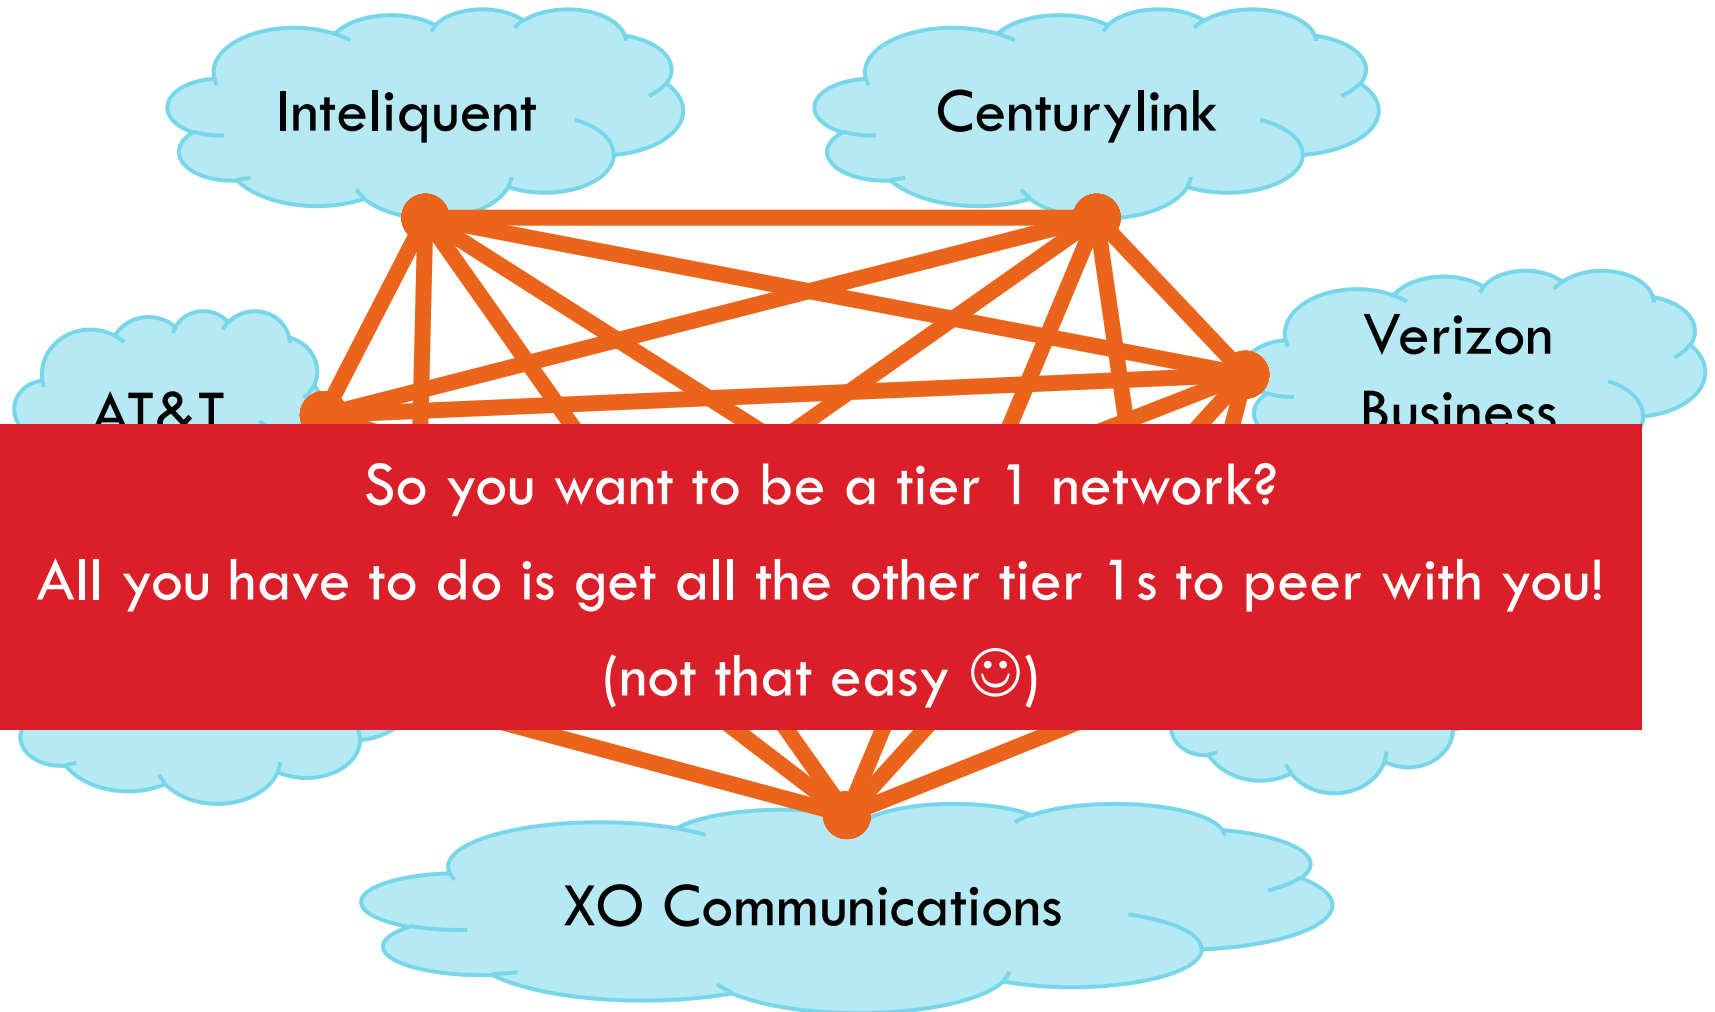 Inteliquent
Centurylink
Verizon
Business
AT&T
So you want to be a tier 1 network?
All you have to do is get all the other tier 1s to peer with you!
(not that easy ☺)
XO Communications